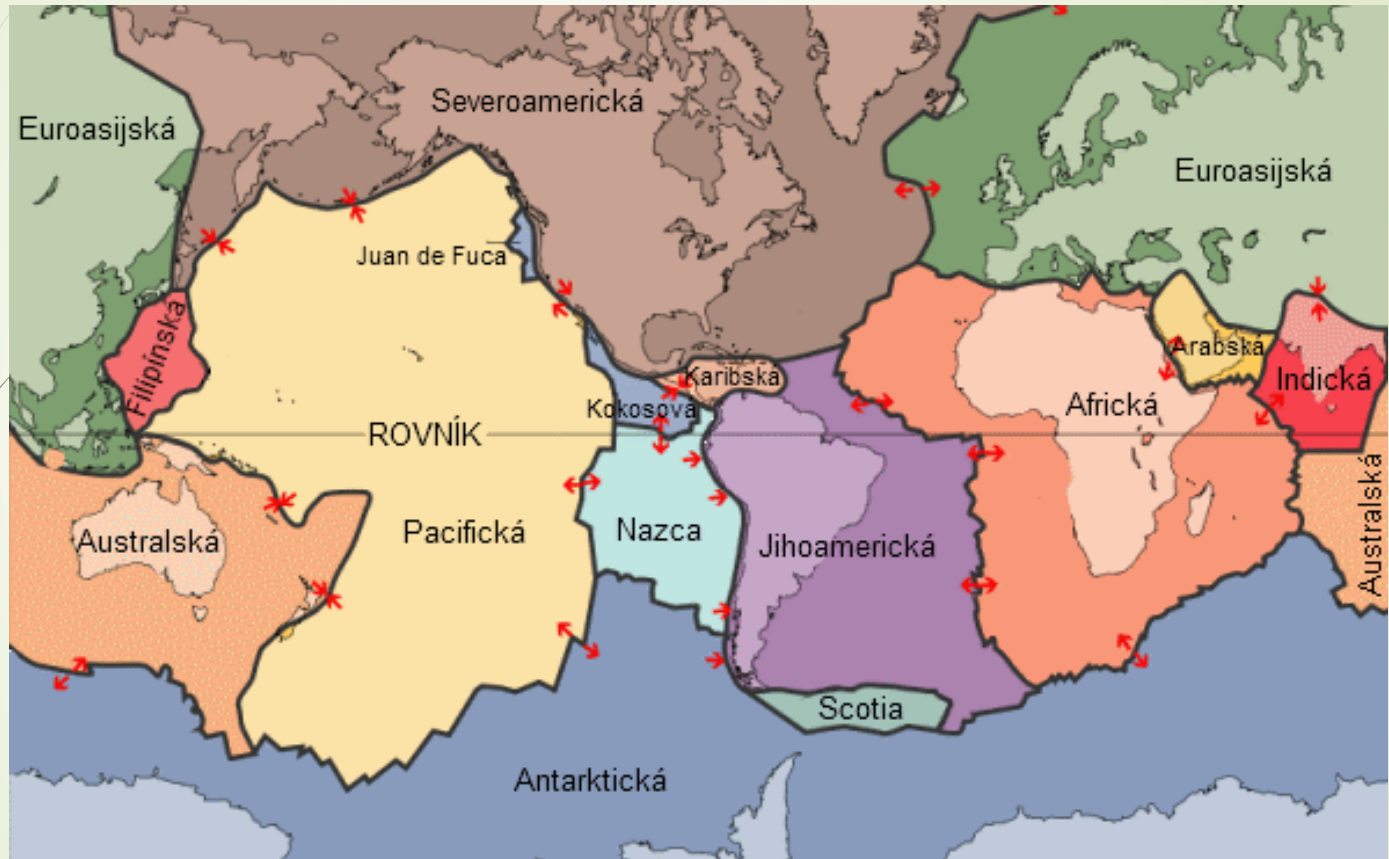 Severoamerická
Euroasijská
Euroasijská
Juan de Fuca
Filipinská
Arabská
Karibská
Indická
Kokosová
Africká
ROVNÍK
Australská
Pacifická
Nazca
Jihoamerická
Australská
Scotia
Antarktická